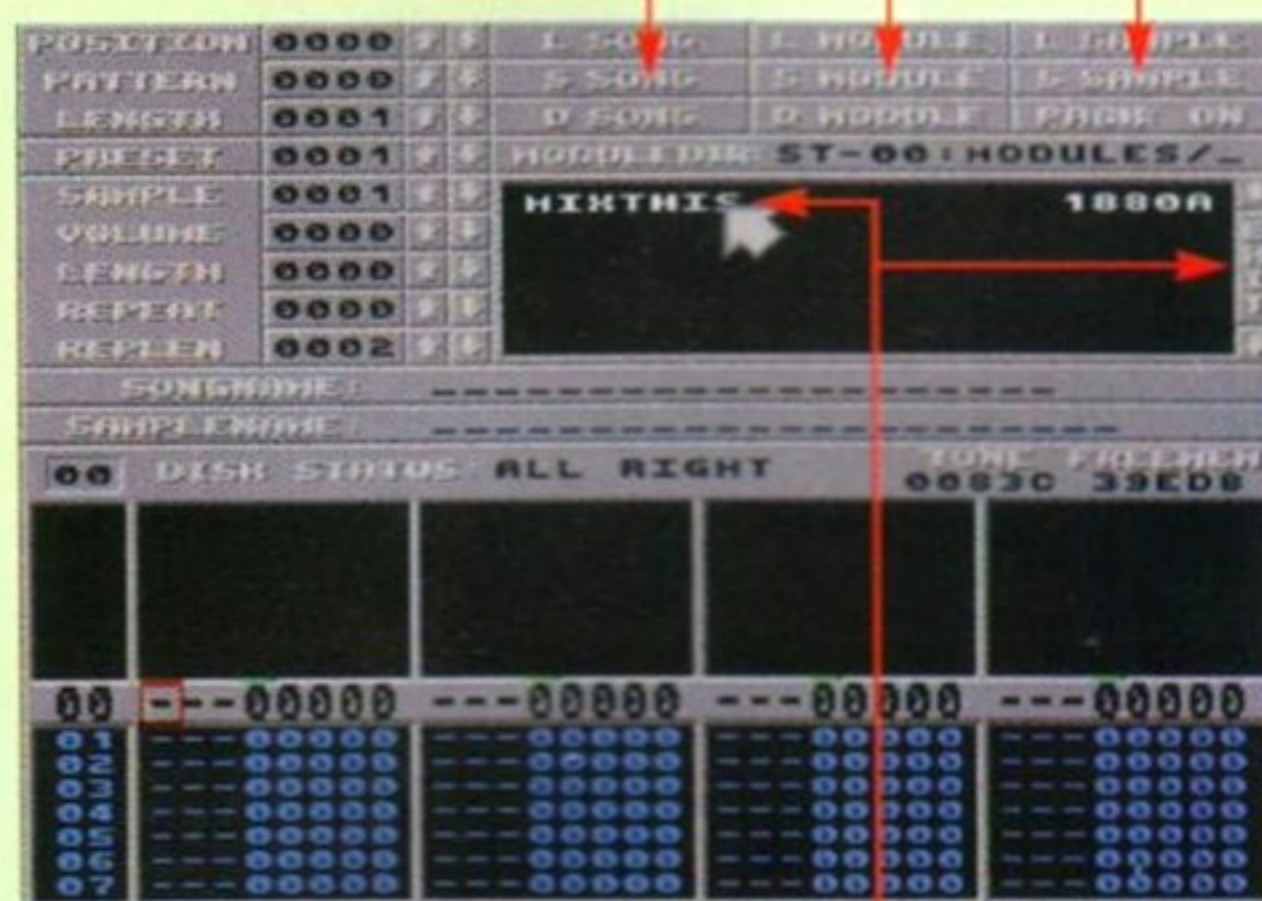 POSITION 0000 L SONG L MODULE L SAMPLE
PATTERN 0000 S SONG S MODULE S SAMPLE
LENGTH 0001 D SONG D MODULE PACK ON
PRESET 0001 MODULEDIR: ST-00:MODULES/_
SAMPLE 0001 MIXTHIS 1880A
VOLUME 0000
LENGTH 0000
REPEAT 0000
REPLEN 0002
SONGNAME: ____________________
SAMPLENAME: ______________________
00 DISK STATUS: ALL RIGHT TUNE FREEMEM
0083C 39ED8
00 ---00000 ---00000 ---00000 ---00000
01 ---00000 ---00000 ---00000 ---00000
02 ---00000 ---00000 ---00000 ---00000
03 ---00000 ---00000 ---00000 ---00000
04 ---00000 ---00000 ---00000 ---00000
05 ---00000 ---00000 ---00000 ---00000
06 ---00000 ---00000 ---00000 ---00000
07 ---00000 ---00000 ---00000 ---00000